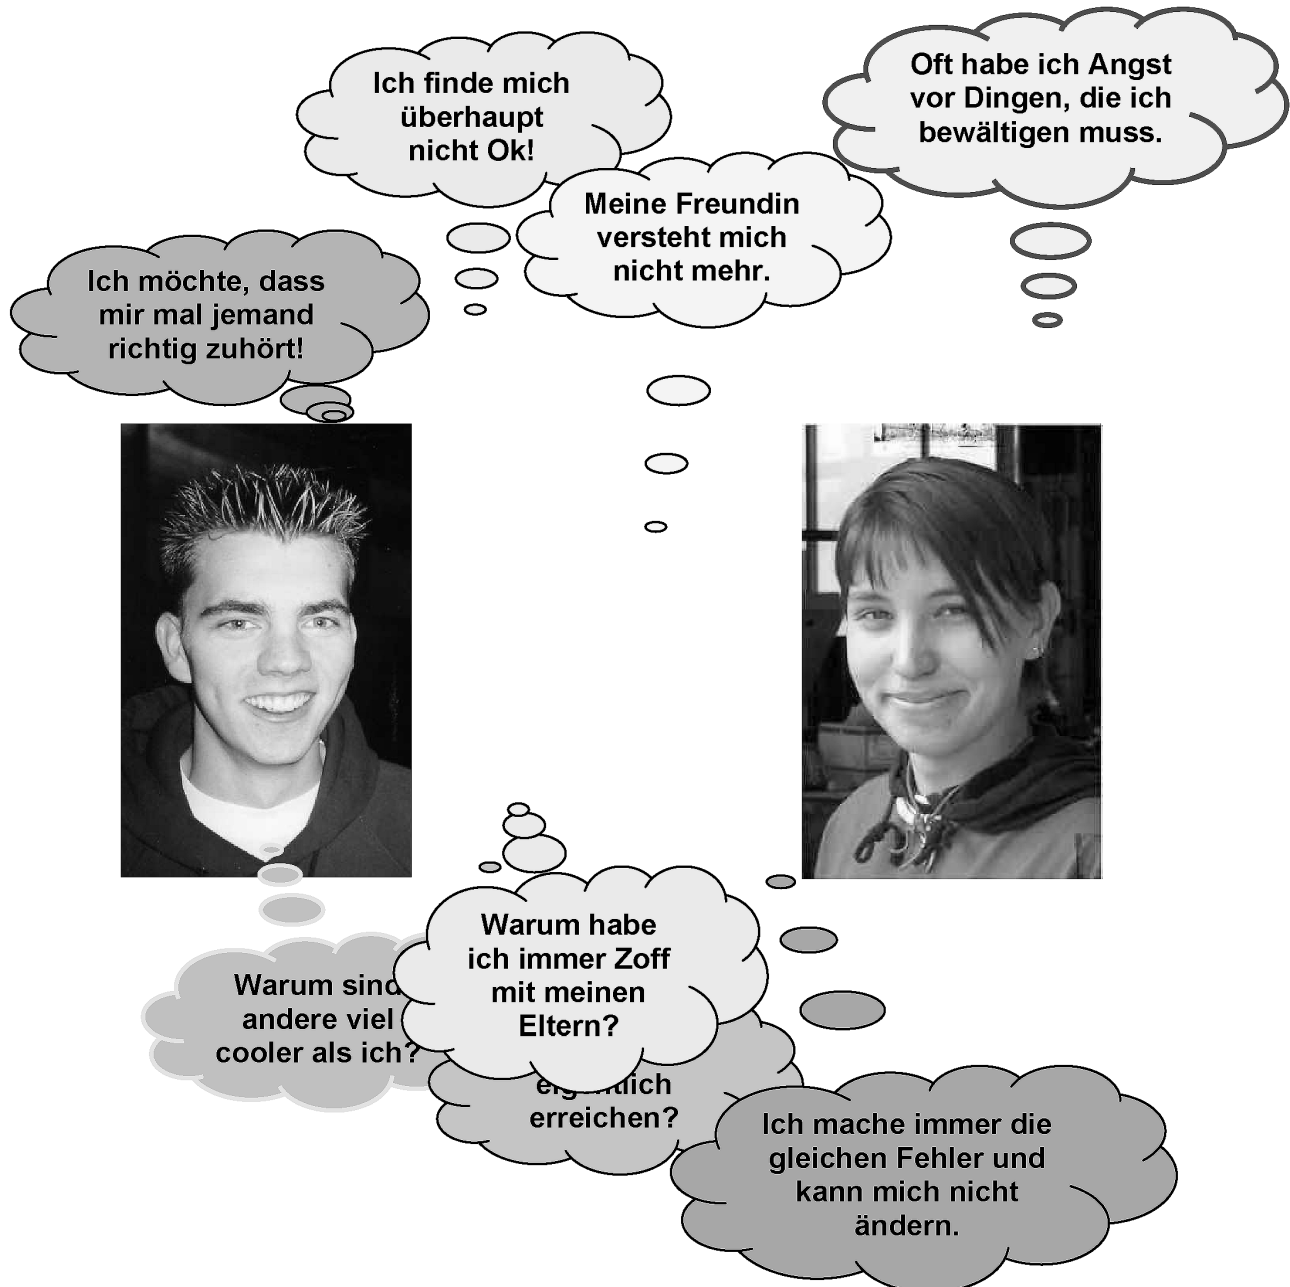 Ich finde mich
überhaupt
nicht Ok!
Oft habe ich Angst
vor Dingen, die ich
bewältigen muss.
Meine Freundin
versteht mich
nicht mehr.
Ich möchte, dass
mir mal jemand
richtig zuhört!
Warum habe
ich immer Zoff
mit meinen
Eltern?
Warum sind
andere viel
cooler als ich?
erreichen?
Ich mache immer die
gleichen Fehler und
kann mich nicht
ändern.